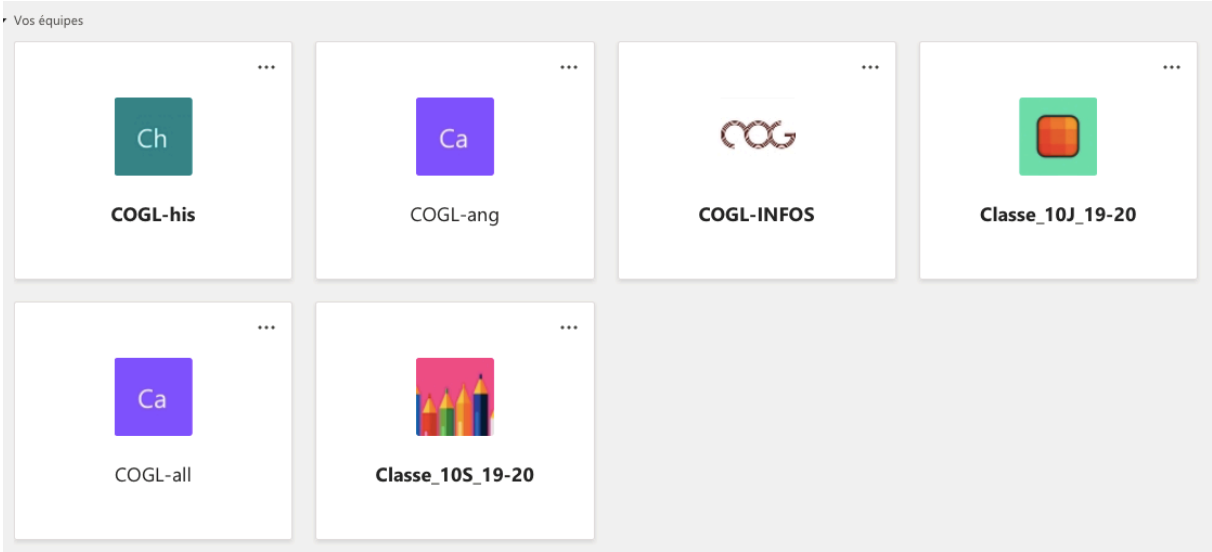 Vos équipes
Ch
COGL-his
Ca
COGL-ang
COG
COGL-INFOS
Classe_10J_19-20
Ca
COGL-all
Classe_10S_19-20